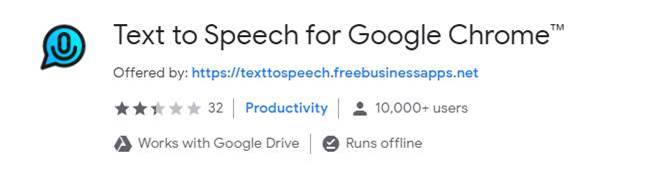 Text to Speech for Google Chrome™
Offered by: https://texttospeech.freebusinessapps.net
32 Productivity 10,000+ users
Works with Google Drive Runs offline